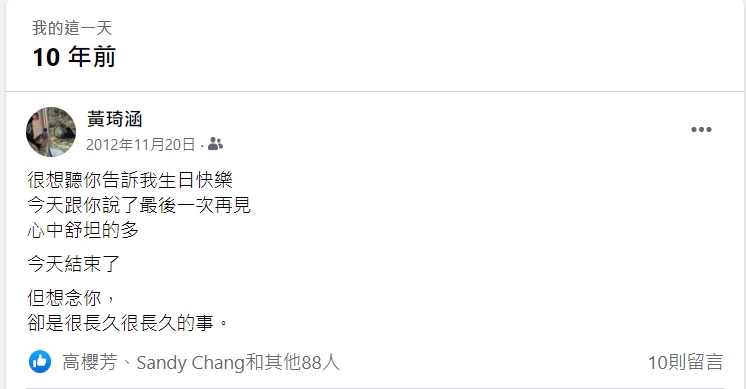 我的這一天
10 年前
黃琦涵
2012年11月20日 ·
很想聽你告訴我生日快樂
今天跟你說了最後一次再見
心中舒坦的多
今天結束了
但想念你，
卻是很長久很長久的事。
高櫻芳、Sandy Chang和其他88人
10則留言